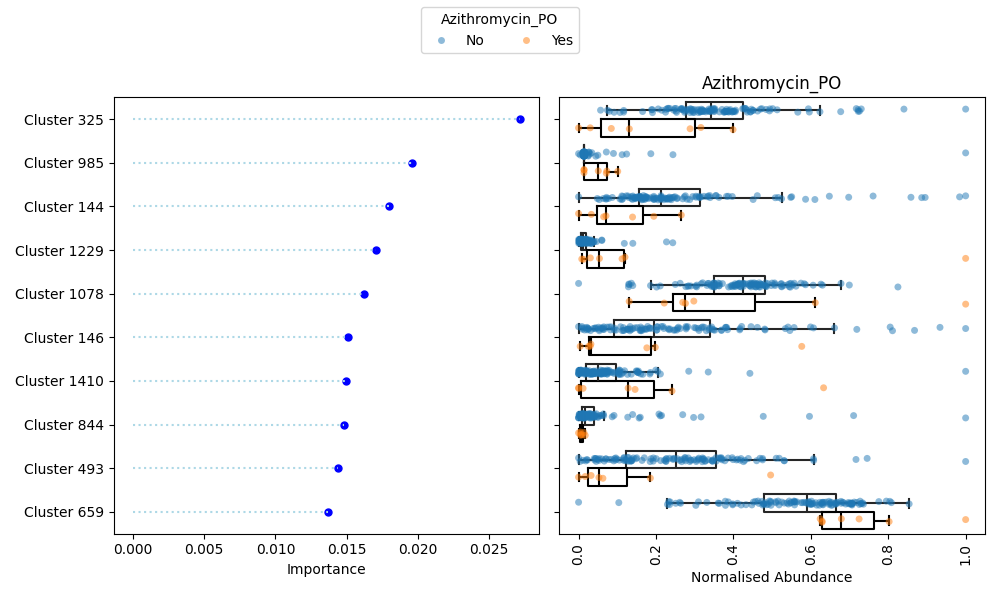 Azithromycin_PO
No Yes
Azithromycin_PO
Cluster 325
Cluster 985
Cluster 144
Cluster 1229
Cluster 1078
Cluster 146
Cluster 1410
Cluster 844
Cluster 493
Cluster 659
0.000 0.005 0.010 0.015 0.020 0.025
Importance
0.0 0.2 0.4 0.6 0.8 1.0
Normalised Abundance